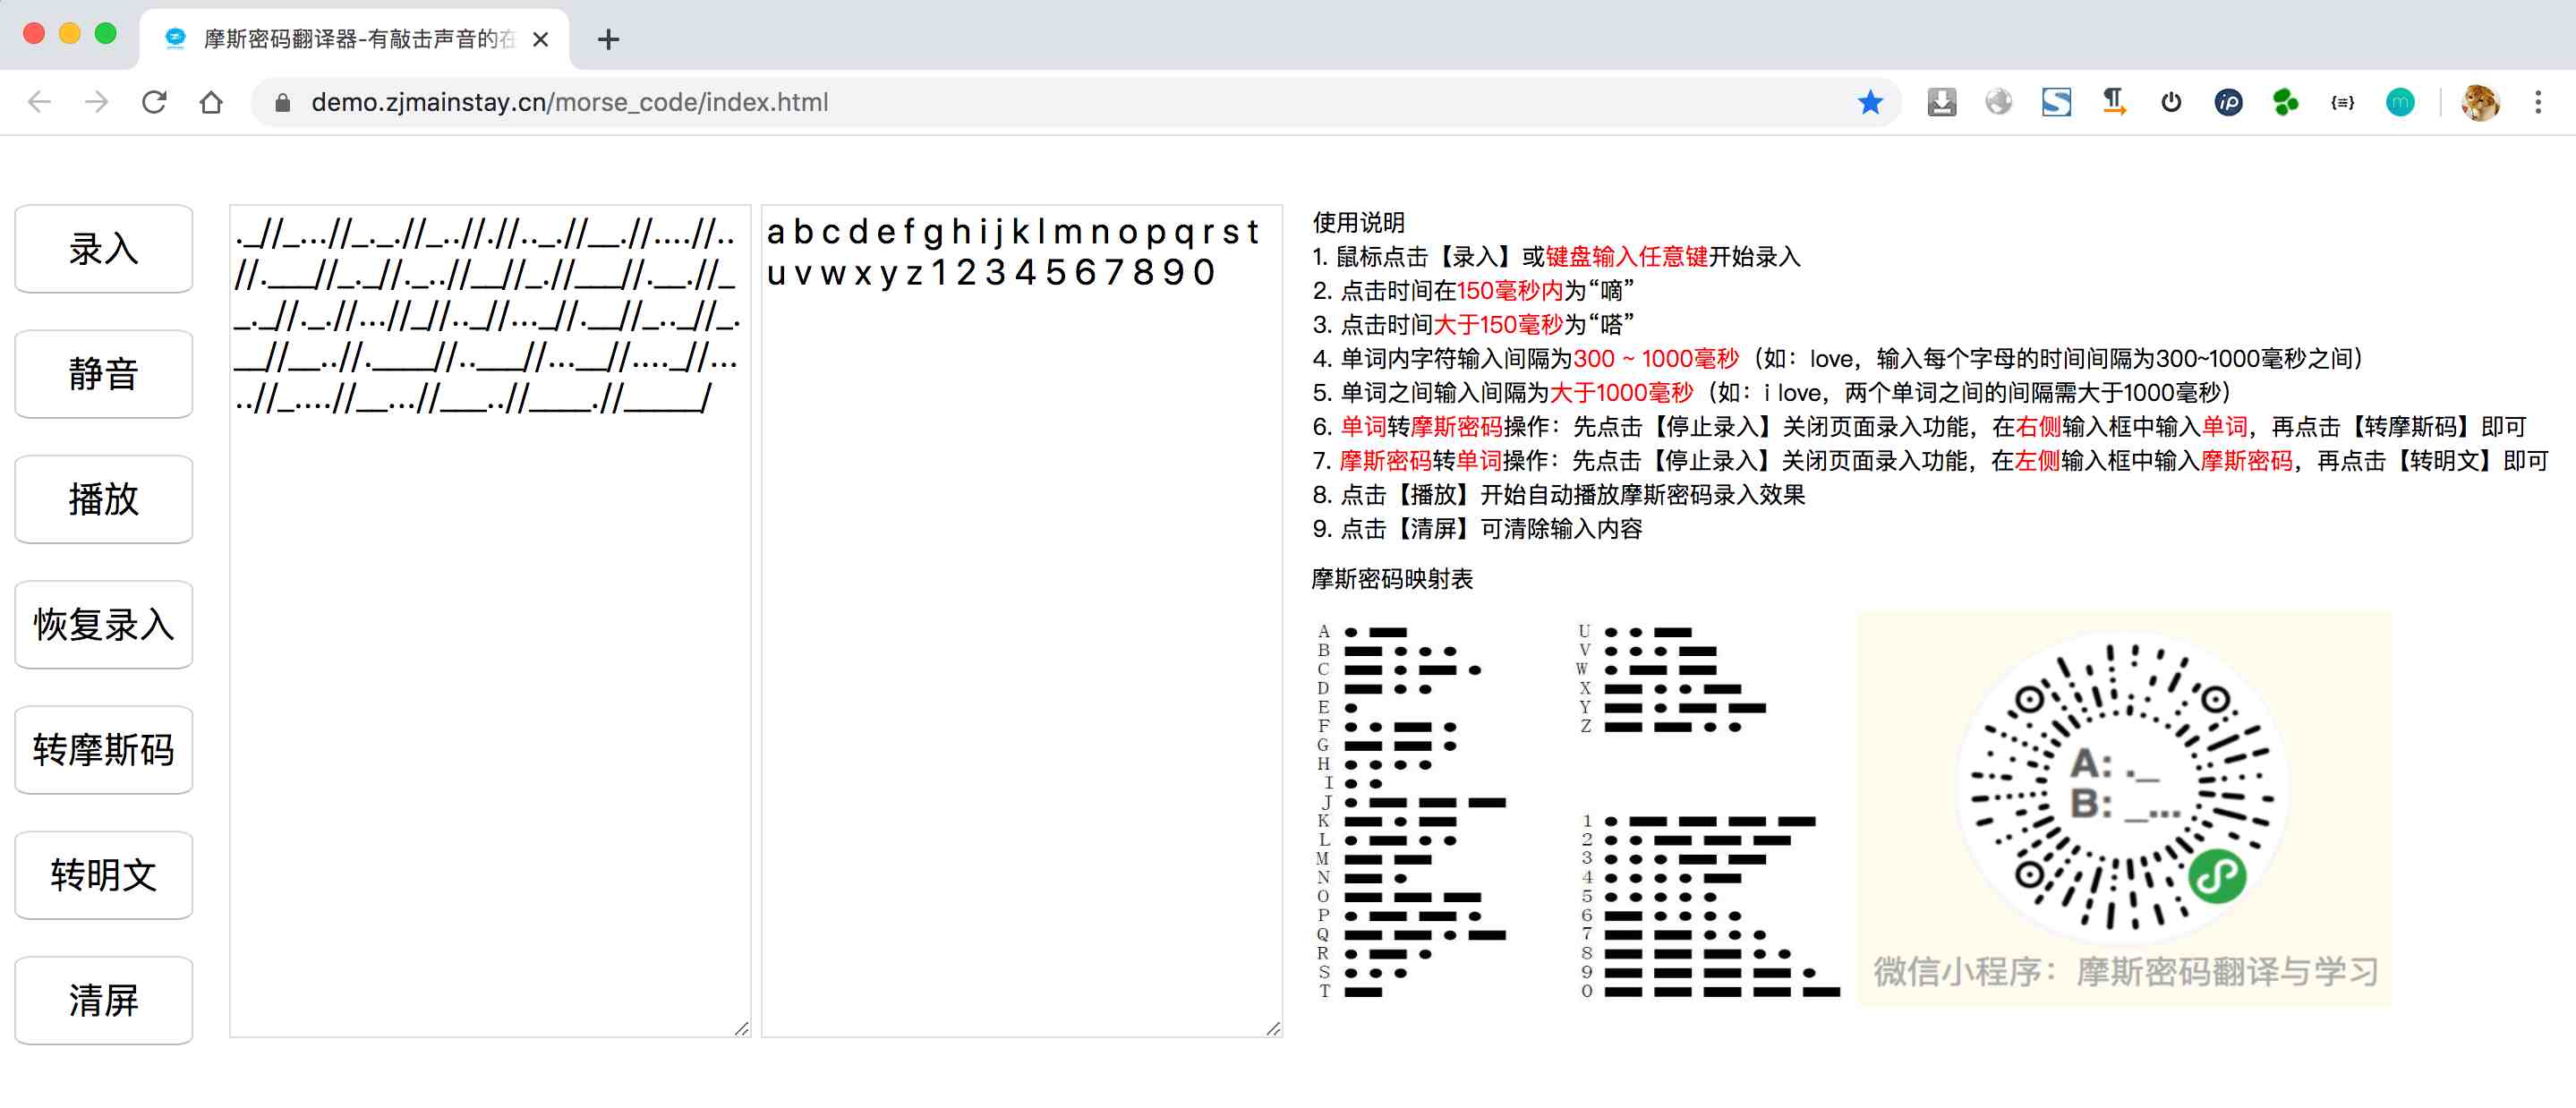 摩斯密码翻译器-有敲击声音的在
demo.zjmainstay.cn/morse_code/index.html
录入
静音
播放
恢复录入
转摩斯码
转明文
清屏
._//_...//_._.//_..//.//.._.//__.//....//..
//.___//_._//._..//__//_.//___//.__.//_
_._//._.//...//_//.._//..._//.__//_.._//_.
__//__..//.____//..___//...__//...._//...
..//_....//__...//___..//____.//_____/
a b c d e f g h i j k l m n o p q r s t
u v w x y z 1 2 3 4 5 6 7 8 9 0
使用说明
1. 鼠标点击【录入】或键盘输入任意键开始录入
2. 点击时间在150毫秒内为“嘀”
3. 点击时间大于150毫秒为“嗒”
4. 单词内字符输入间隔为300 ~ 1000毫秒（如：love，输入每个字母的时间间隔为300~1000毫秒之间）
5. 单词之间输入间隔为大于1000毫秒（如：i love，两个单词之间的间隔需大于1000毫秒）
6. 单词转摩斯密码操作：先点击【停止录入】关闭页面录入功能，在右侧输入框中输入单词，再点击【转摩斯码】即可
7. 摩斯密码转单词操作：先点击【停止录入】关闭页面录入功能，在左侧输入框中输入摩斯密码，再点击【转明文】即可
8. 点击【播放】开始自动播放摩斯密码录入效果
9. 点击【清屏】可清除输入内容
摩斯密码映射表
A
B
C
D
E
F
G
H
I
J
K
L
M
N
O
P
Q
R
S
T
U
V
W
X
Y
Z
1
2
3
4
5
6
7
8
9
0
A: ._
B: _...
微信小程序：摩斯密码翻译与学习